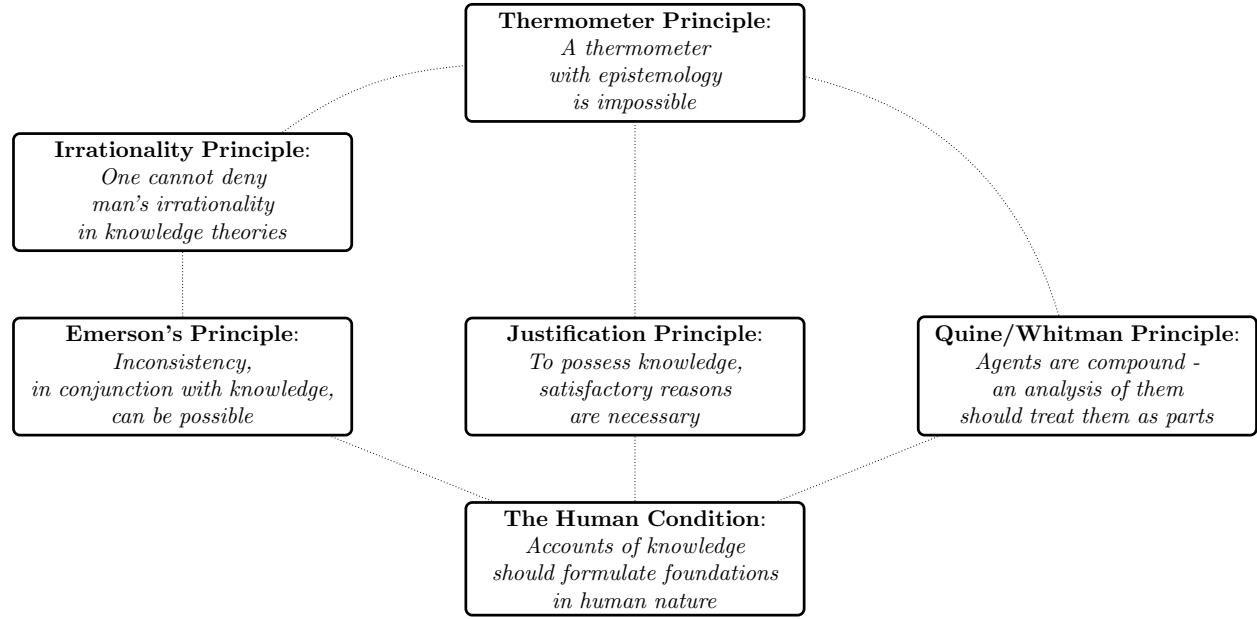 Thermometer Principle:
A thermometer
with epistemology
is impossible
Irrationality Principle:
One cannot deny
man's irrationality
in knowledge theories
Emerson's Principle:
Inconsistency,
in conjunction with knowledge,
can be possible
Justification Principle:
To possess knowledge,
satisfactory reasons
are necessary
Quine/Whitman Principle:
Agents are compound -
an analysis of them
should treat them as parts
The Human Condition:
Accounts of knowledge
should formulate foundations
in human nature